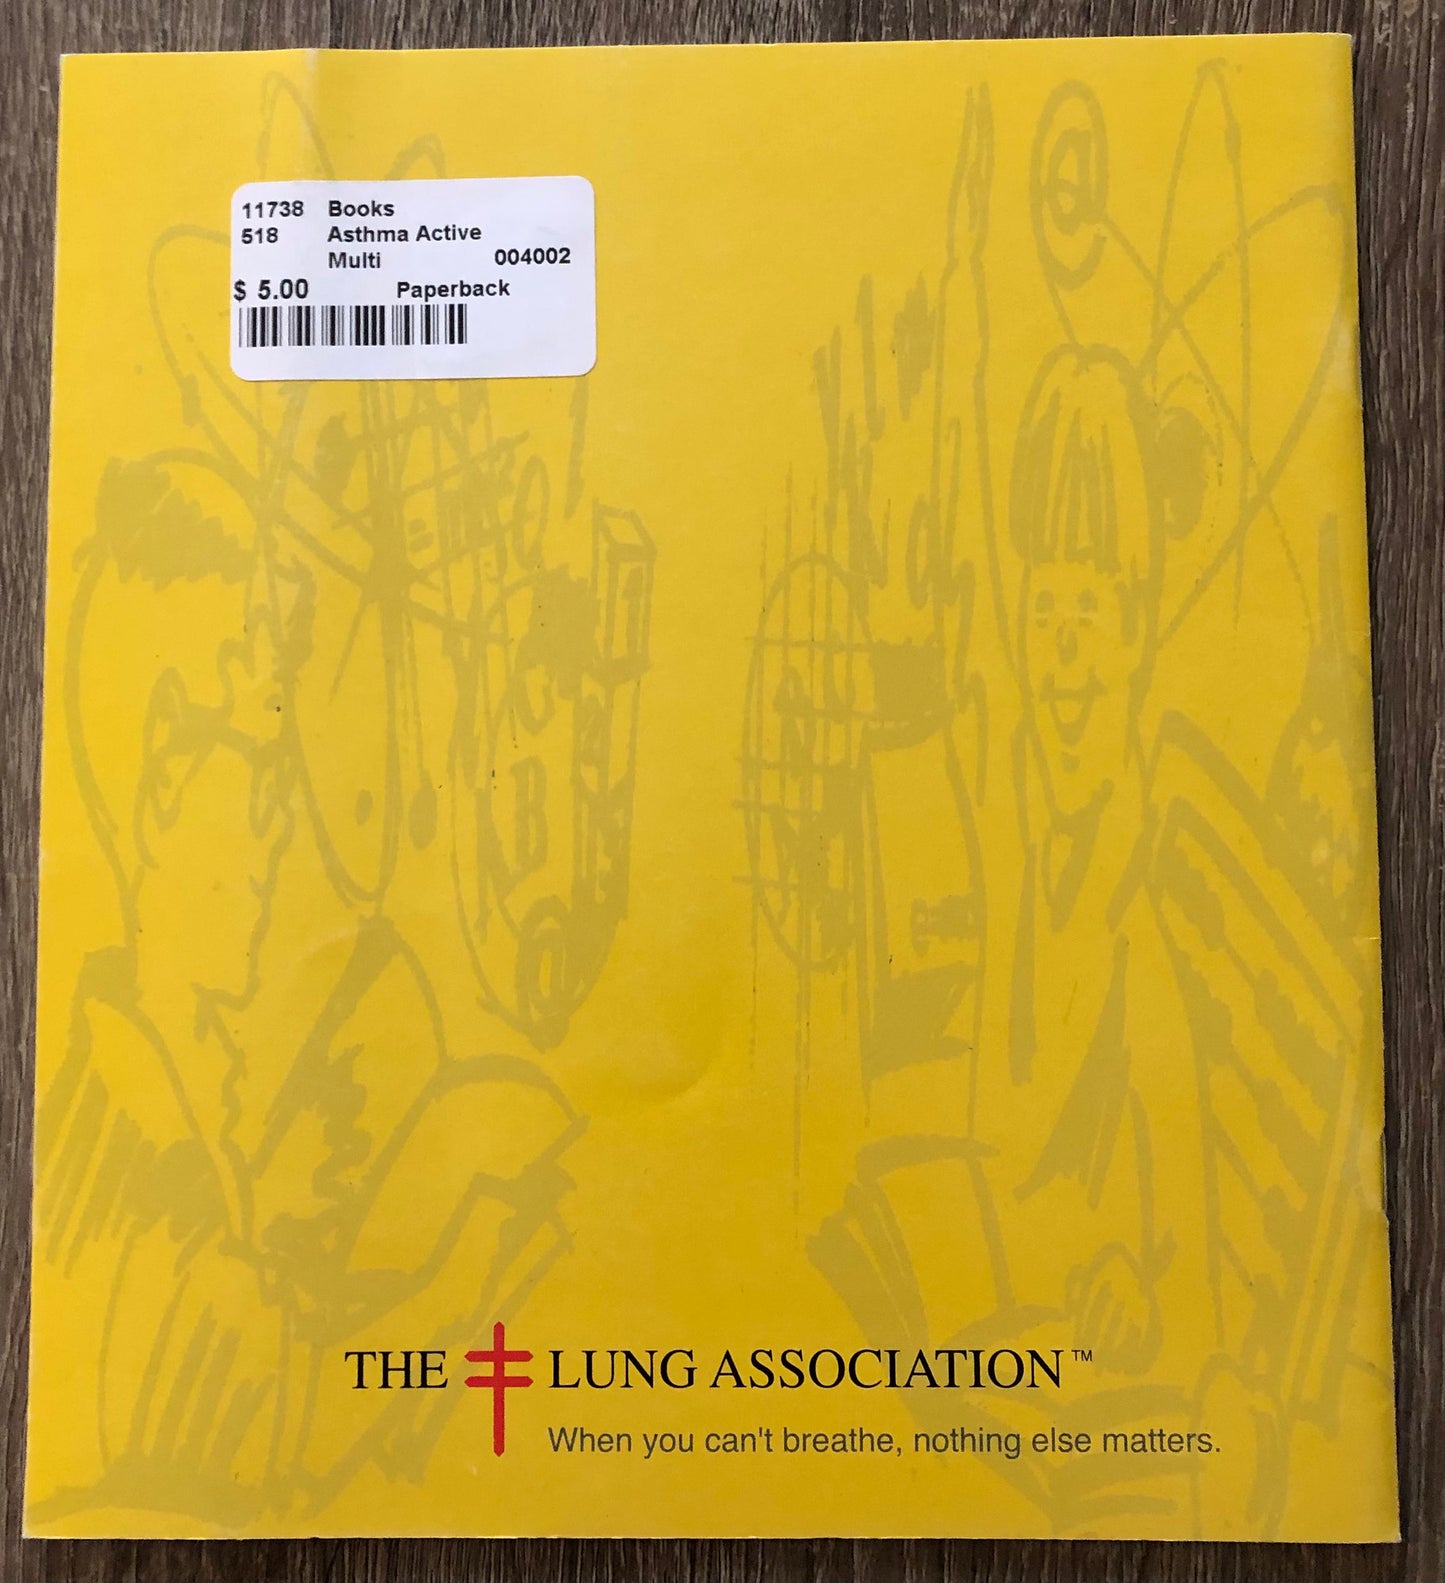 11738 Books
518 Asthma Active
Multi 004002
$ 5.00 Paperback
THE LUNG ASSOCIATION™
When you can't breathe, nothing else matters.